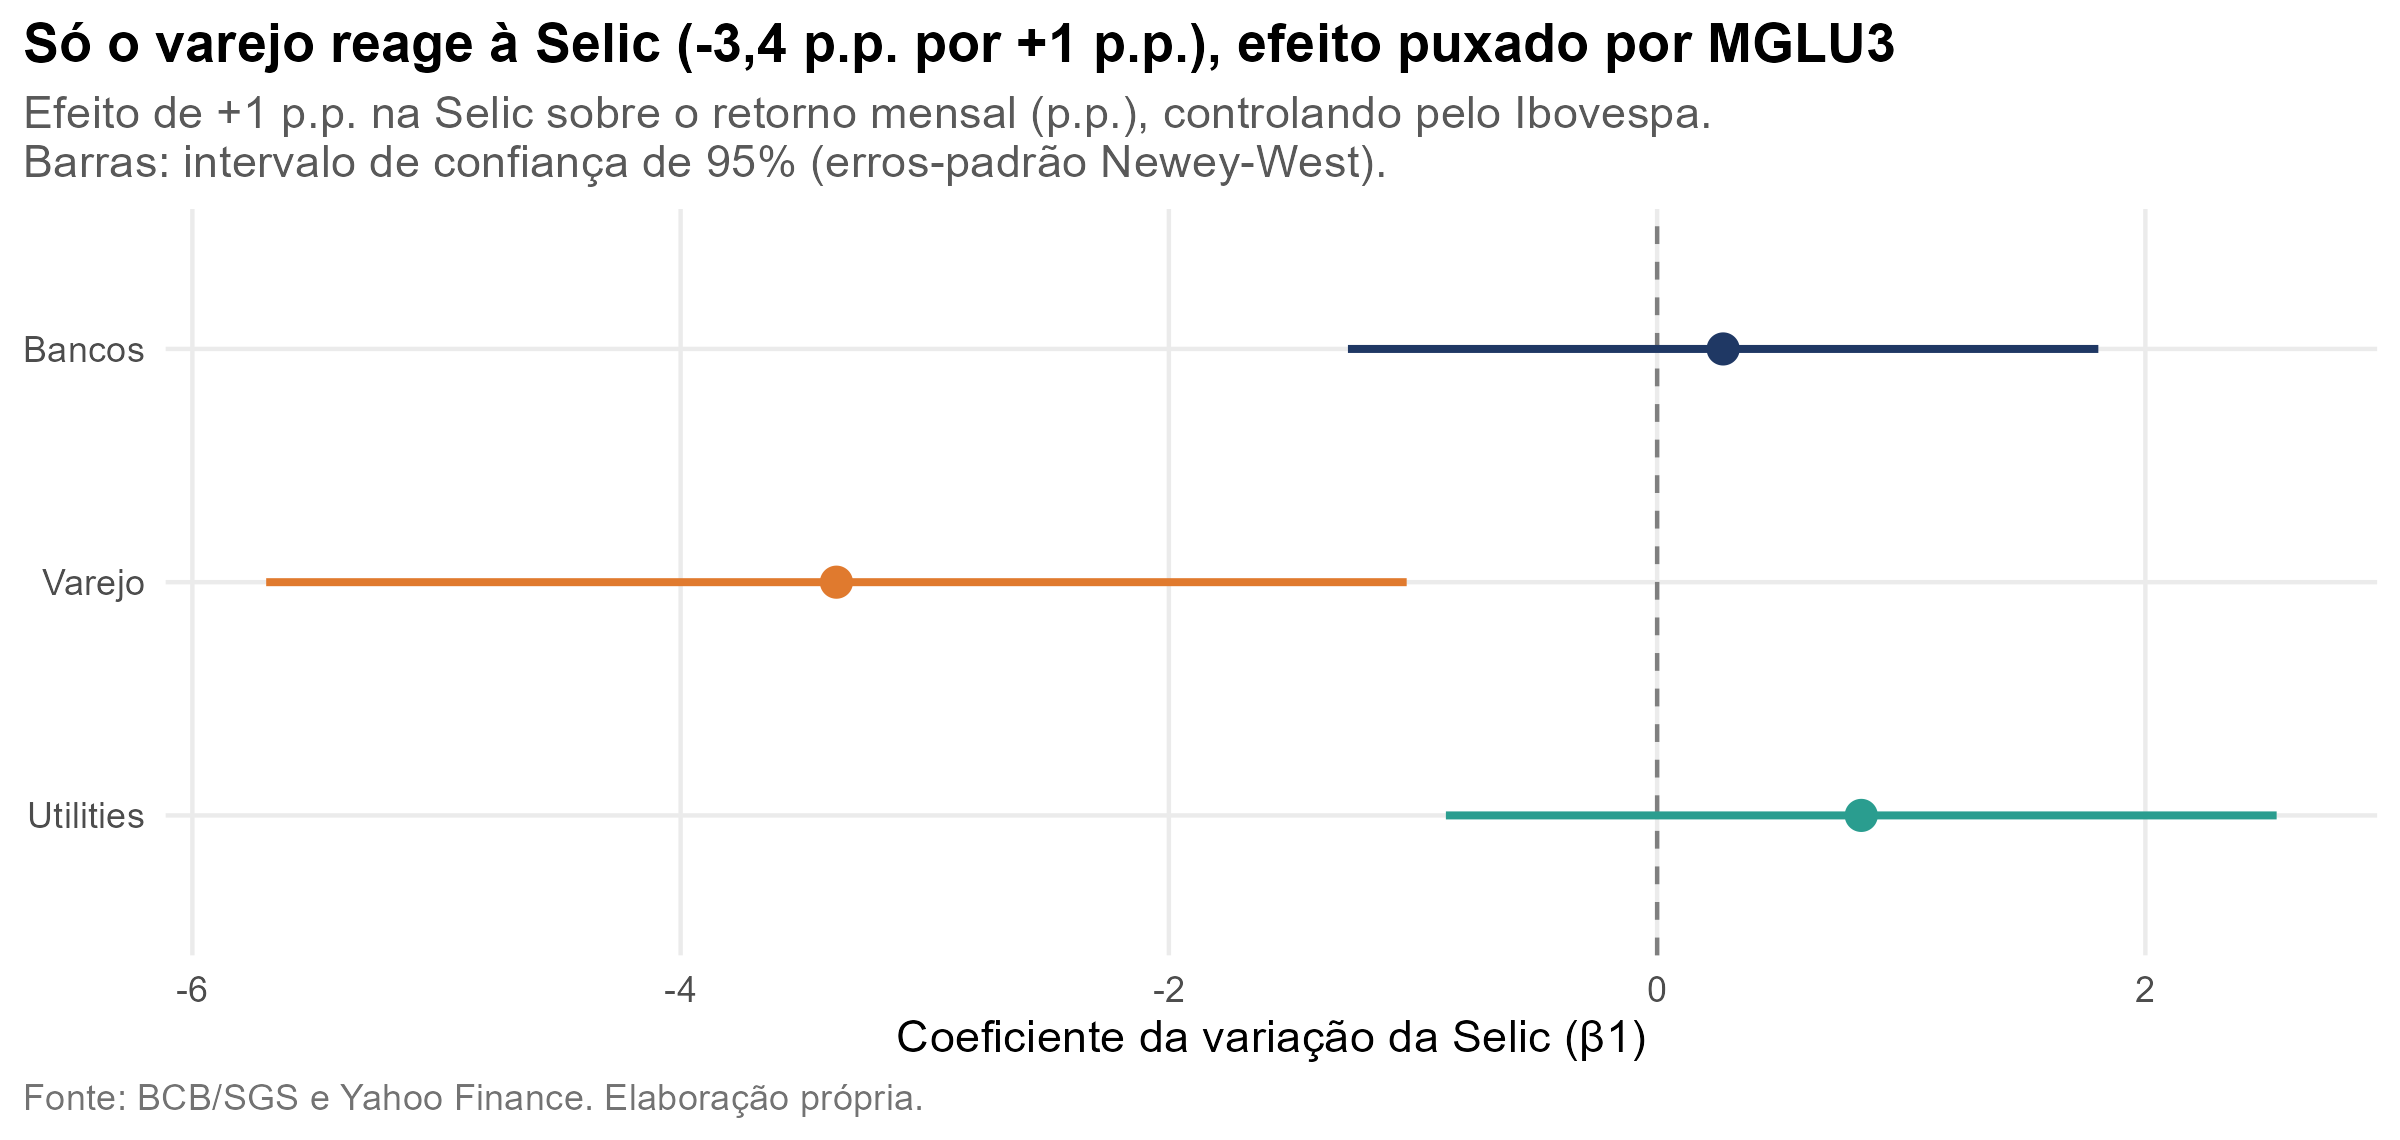 Só o varejo reage à Selic (-3,4 p.p. por +1 p.p.), efeito puxado por MGLU3
Efeito de +1 p.p. na Selic sobre o retorno mensal (p.p.), controlando pelo Ibovespa.
Barras: intervalo de confiança de 95% (erros-padrão Newey-West).
Bancos
Varejo
Utilities
-6 -4 -2 0 2
Coeficiente da variação da Selic (β1)
Fonte: BCB/SGS e Yahoo Finance. Elaboração própria.